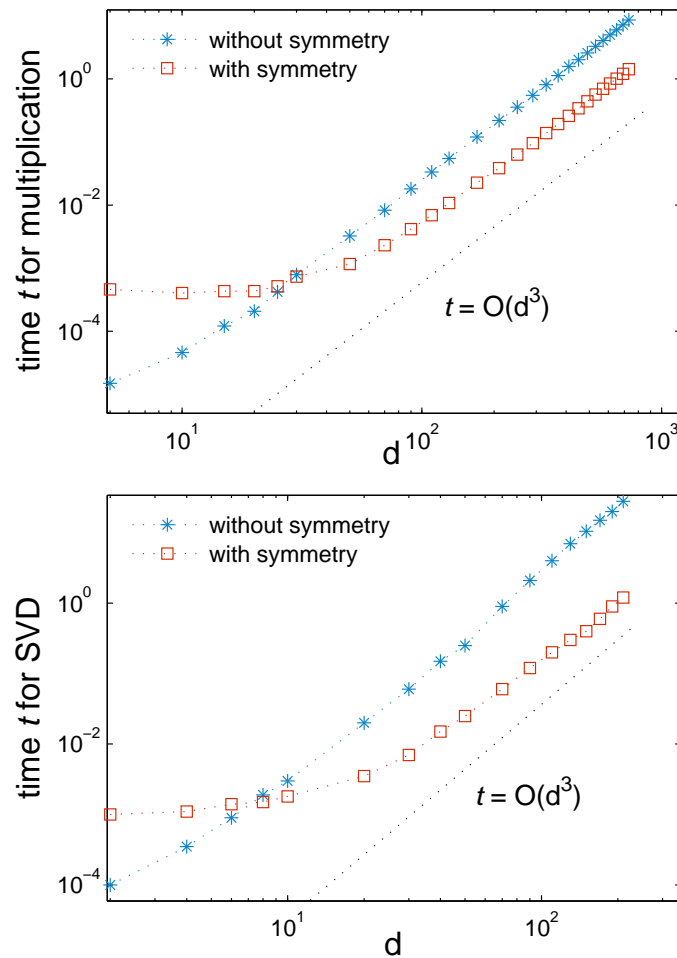 without symmetry
with symmetry
time t for multiplication
10^0
10^-2
10^-4
t = O(d^3)
10^1
10^2
10^3
d
without symmetry
with symmetry
time t for SVD
10^0
10^-2
10^-4
t = O(d^3)
10^1
10^2
d